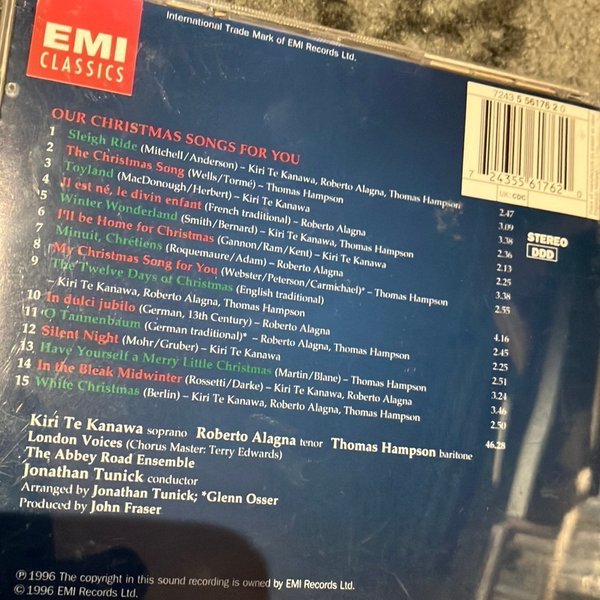 EMI
CLASSICS
International Trade Mark of EMI Records Ltd.
7243 5 56176 2 0
7 24355 61762 0
UK: CDC
OUR CHRISTMAS SONGS FOR YOU
1 Sleigh Ride (Mitchell/Anderson) – Kiri Te Kanawa, Roberto Alagna, Thomas Hampson 2.47
2 The Christmas Song (Wells/Tormé) – Thomas Hampson 3.09
3 Toyland (MacDonough/Herbert) – Kiri Te Kanawa 3.38
4 Il est né, le divin enfant (French traditional) – Roberto Alagna 2.36
5 Winter Wonderland (Smith/Bernard) – Kiri Te Kanawa, Thomas Hampson 2.13
6 I'll be Home for Christmas (Gannon/Ram/Kent) – Kiri Te Kanawa 2.25
7 Minuit, Chrétiens (Roquemaure/Adam) – Roberto Alagna 3.38
8 My Christmas Song for You (Webster/Peterson/Carmichael)* – Thomas Hampson 2.55
9 The Twelve Days of Christmas (English traditional)
– Kiri Te Kanawa, Roberto Alagna, Thomas Hampson 4.16
10 In dulci jubilo (German, 13th Century) – Roberto Alagna 2.45
11 O Tannenbaum (German traditional)* – Roberto Alagna, Thomas Hampson 2.25
12 Silent Night (Mohr/Gruber) – Kiri Te Kanawa 2.51
13 Have Yourself a Merry Little Christmas (Martin/Blane) – Thomas Hampson 3.24
14 In the Bleak Midwinter (Rossetti/Darke) – Kiri Te Kanawa, Roberto Alagna 3.46
15 White Christmas (Berlin) – Kiri Te Kanawa, Roberto Alagna, Thomas Hampson 2.50
46.28
STEREO
DDD
Kiri Te Kanawa soprano Roberto Alagna tenor Thomas Hampson baritone
London Voices (Chorus Master: Terry Edwards)
The Abbey Road Ensemble
Jonathan Tunick conductor
Arranged by Jonathan Tunick; *Glenn Osser
Produced by John Fraser
℗ 1996 The copyright in this sound recording is owned by EMI Records Ltd.
© 1996 EMI Records Ltd.